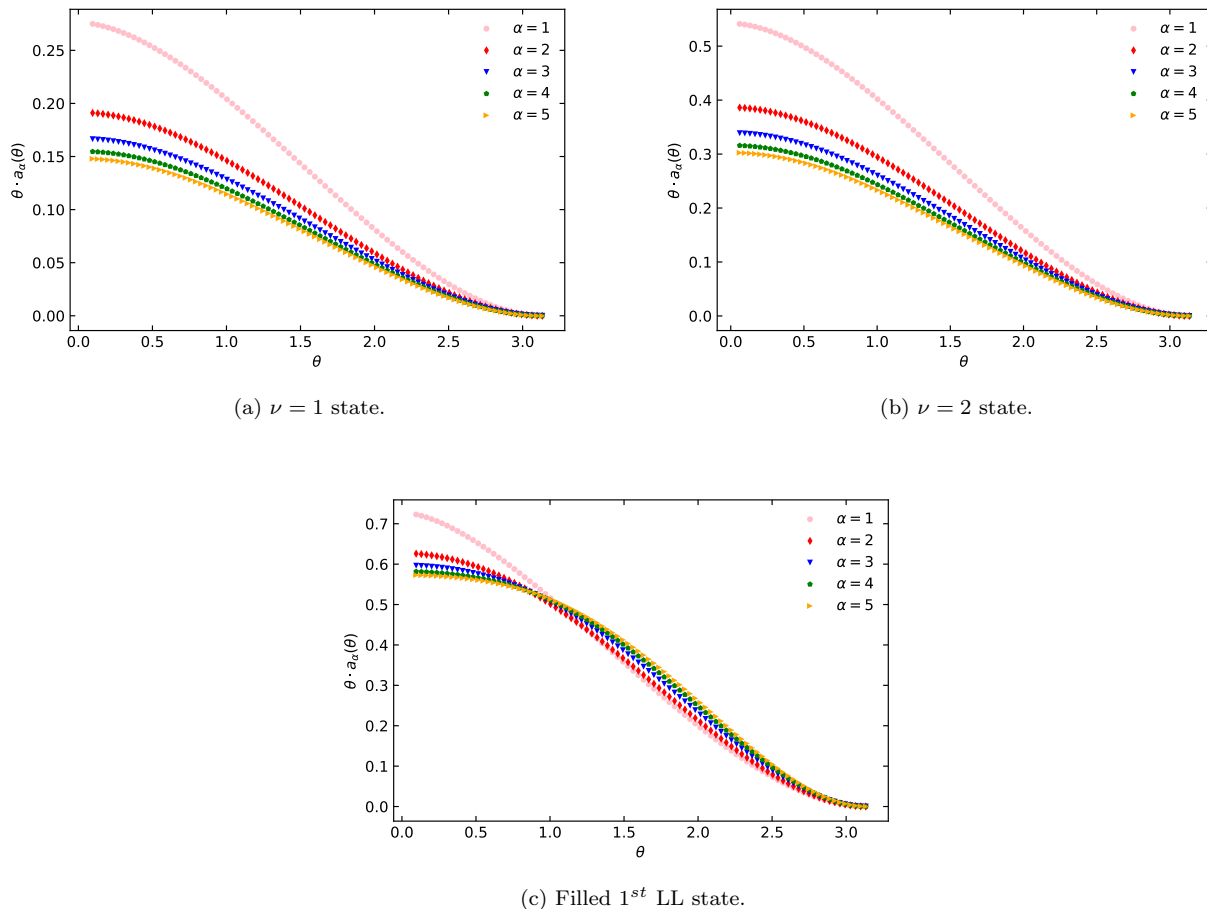 0.25
0.20
0.15
0.10
0.05
0.00
θ · a_α(θ)
0.0 0.5 1.0 1.5 2.0 2.5 3.0
θ
α = 1
α = 2
α = 3
α = 4
α = 5
(a) ν = 1 state.
0.5
0.4
0.3
0.2
0.1
0.0
θ · a_α(θ)
0.0 0.5 1.0 1.5 2.0 2.5 3.0
θ
α = 1
α = 2
α = 3
α = 4
α = 5
(b) ν = 2 state.
0.7
0.6
0.5
0.4
0.3
0.2
0.1
0.0
θ · a_α(θ)
0.0 0.5 1.0 1.5 2.0 2.5 3.0
θ
α = 1
α = 2
α = 3
α = 4
α = 5
(c) Filled 1^{st} LL state.